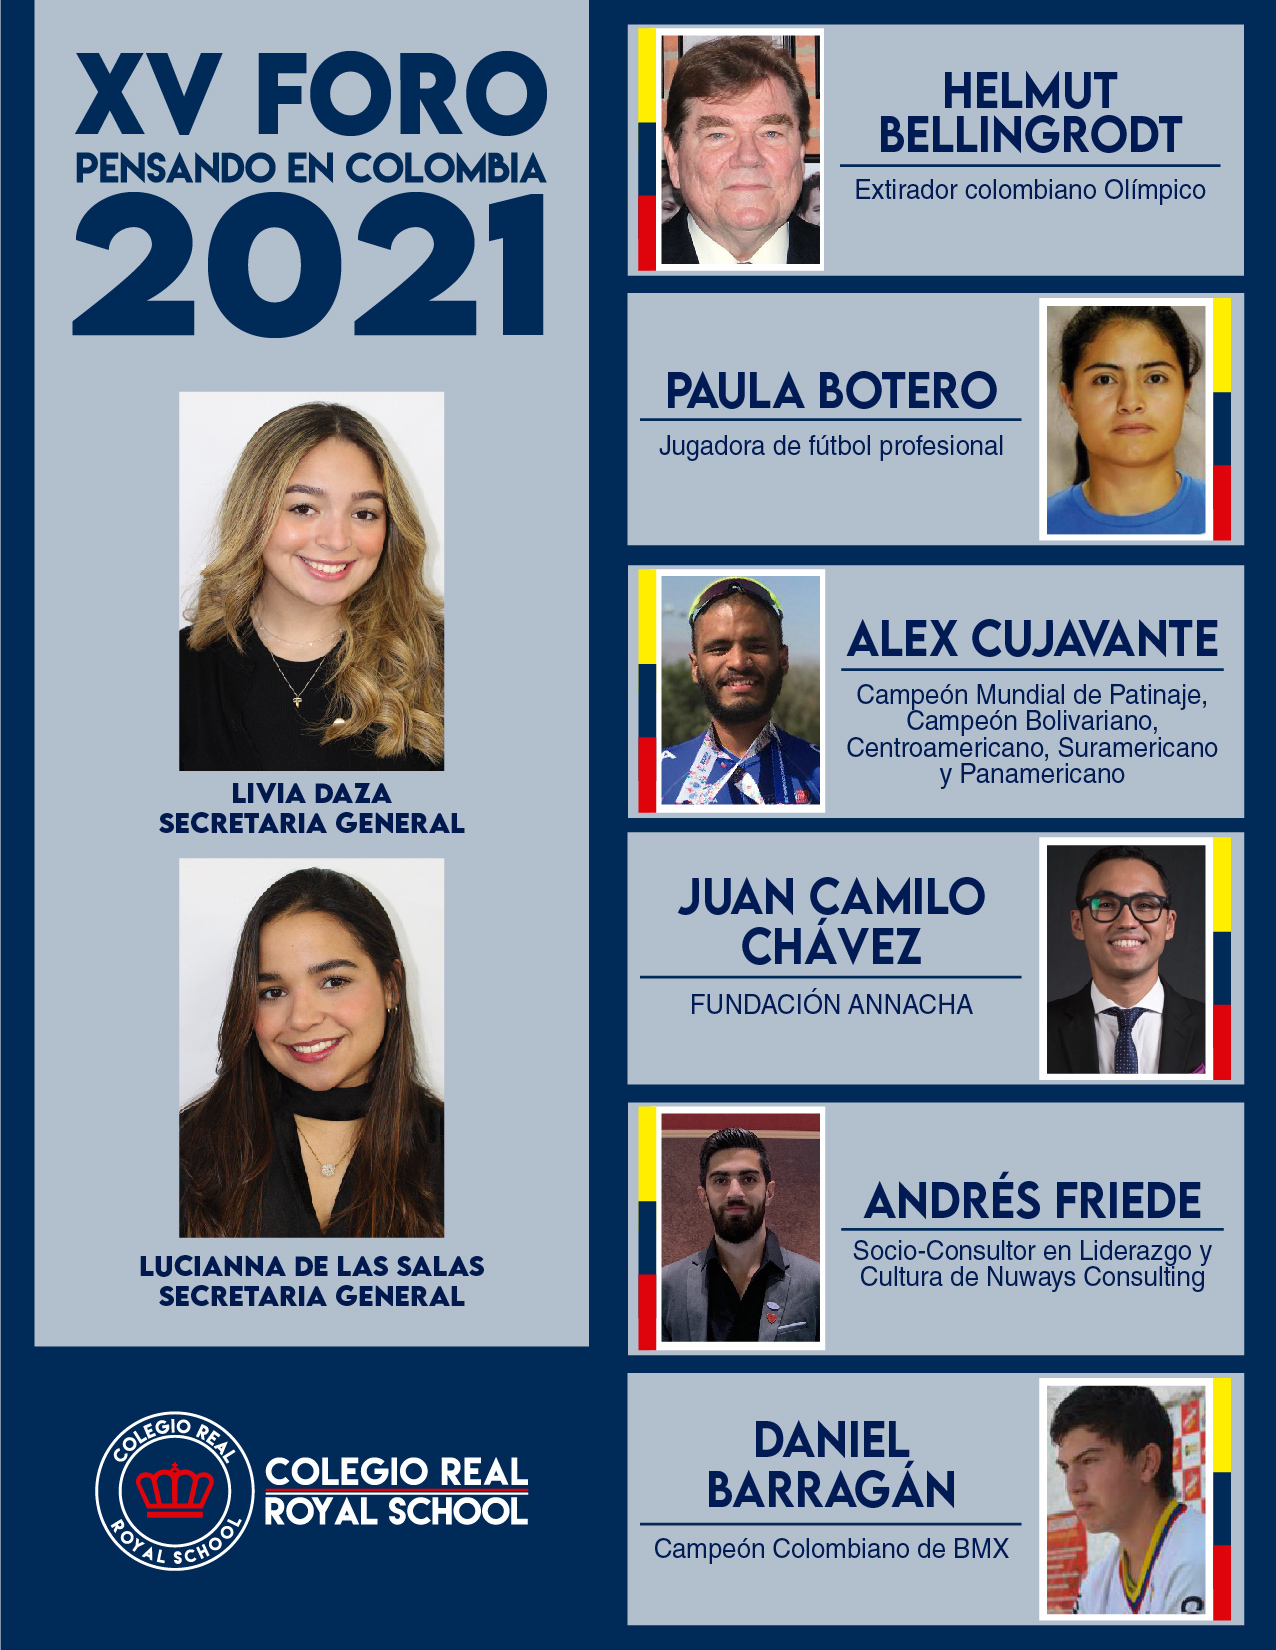 XV FORO
PENSANDO EN COLOMBIA
2021
LIVIA DAZA
SECRETARIA GENERAL
LUCIANNA DE LAS SALAS
SECRETARIA GENERAL
COLEGIO REAL
ROYAL SCHOOL
COLEGIO REAL
ROYAL SCHOOL
HELMUT
BELLINGRODT
Extirador colombiano Olímpico
PAULA BOTERO
Jugadora de fútbol profesional
ALEX CUJAVANTE
Campeón Mundial de Patinaje,
Campeón Bolivariano,
Centroamericano, Suramericano
y Panamericano
JUAN CAMILO
CHÁVEZ
FUNDACIÓN ANNACHA
ANDRÉS FRIEDE
Socio-Consultor en Liderazgo y
Cultura de Nuways Consulting
DANIEL
BARRAGÁN
Campeón Colombiano de BMX